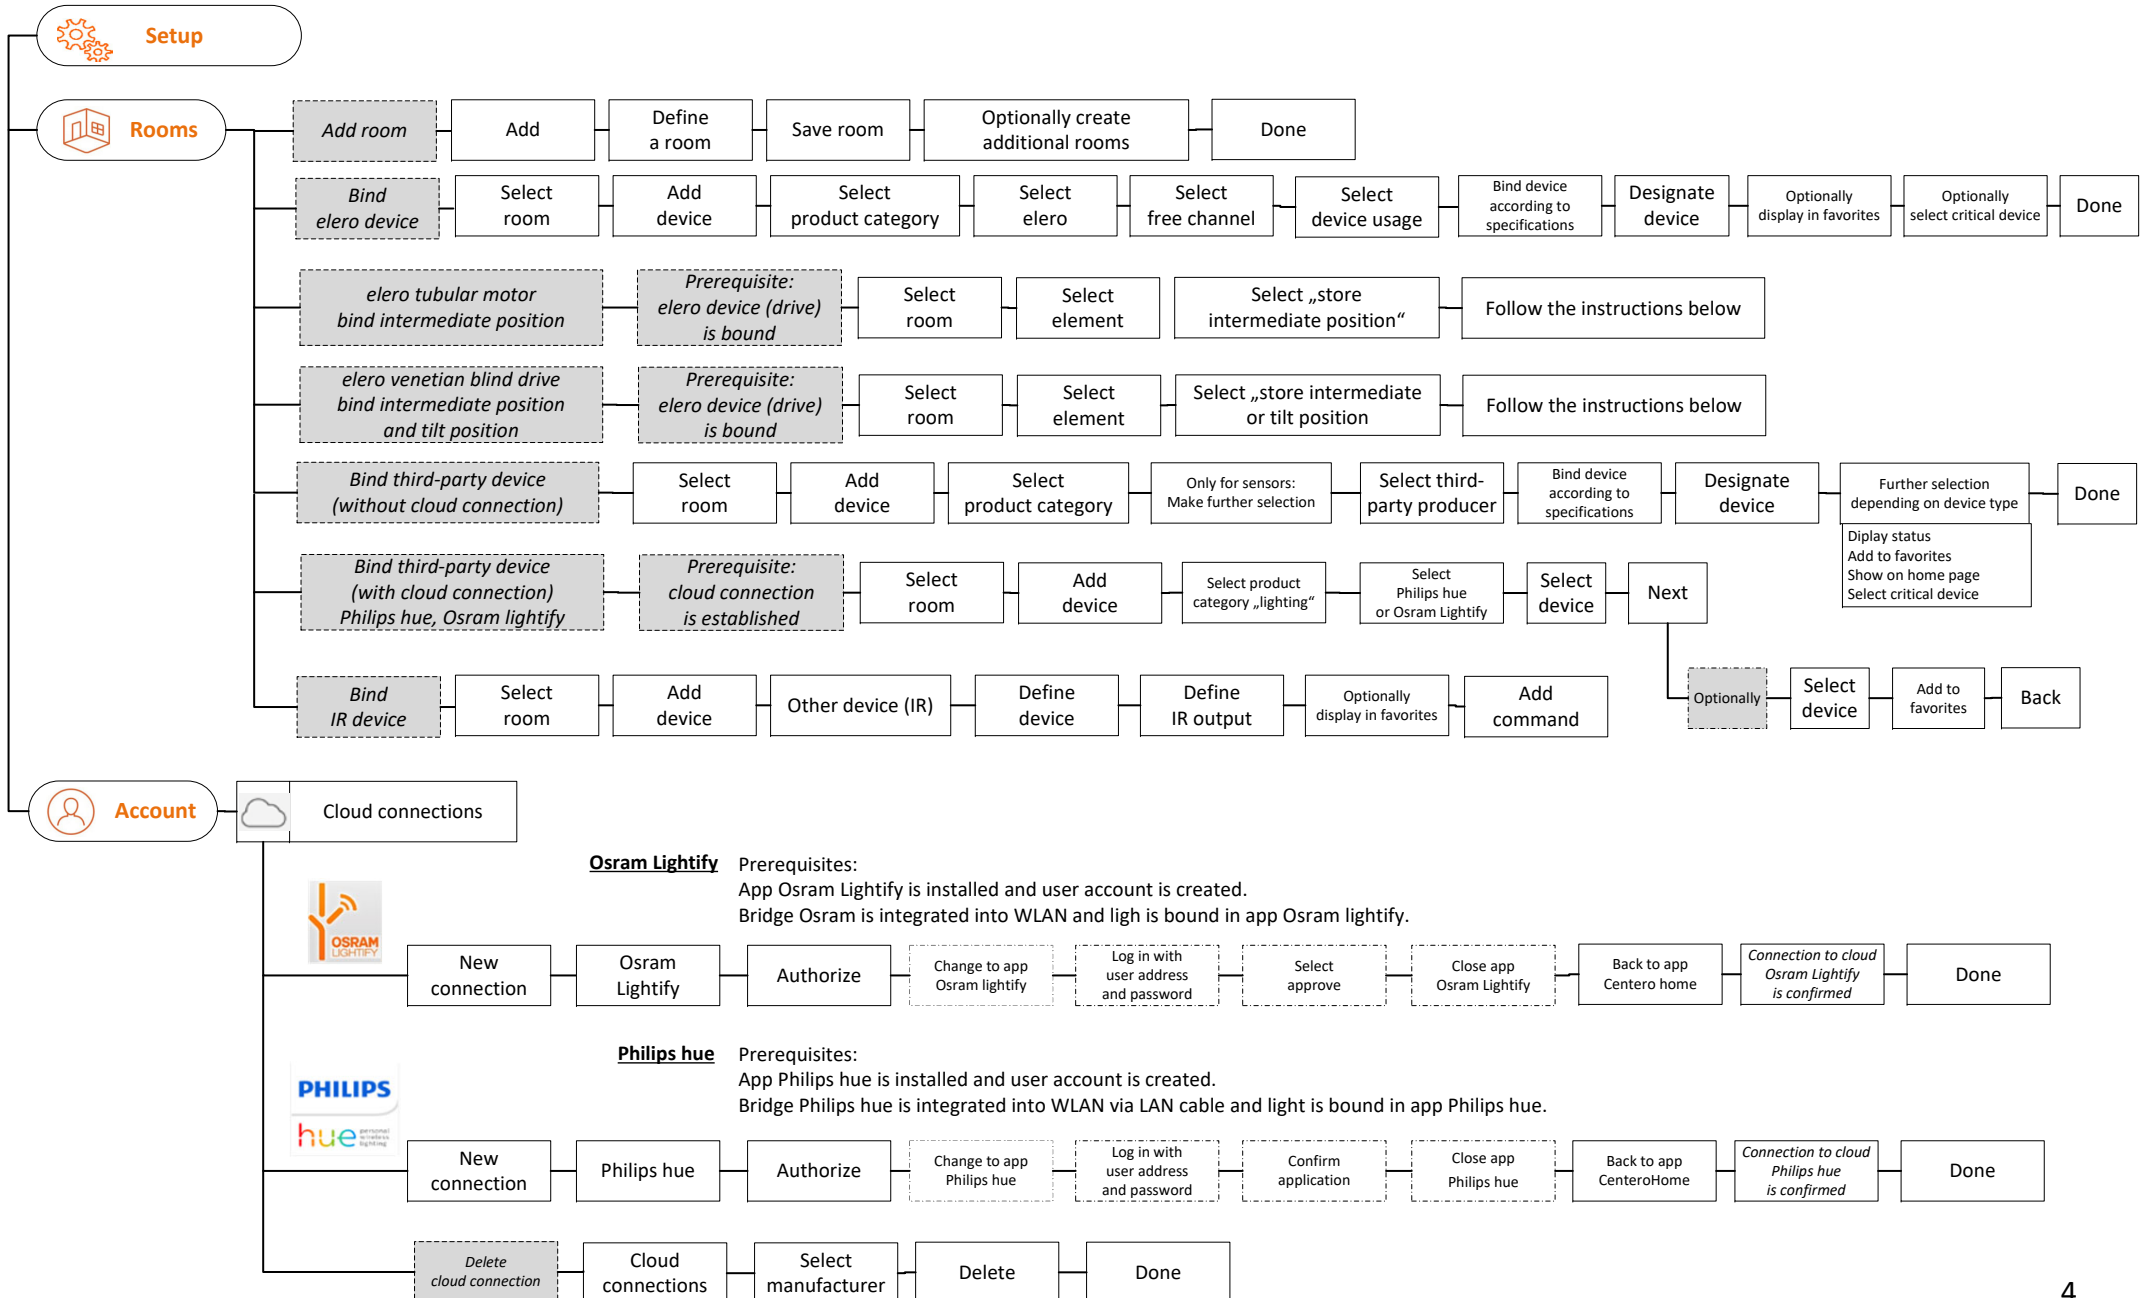 Setup
Rooms
Add room
Add
Define
a room
Save room
Optionally create
additional rooms
Done
Bind
elero device
Select
room
Add
device
Select
product category
Select
elero
Select
free channel
Select
device usage
Bind device
according to
specifications
Designate
device
Optionally
display in favorites
Optionally
select critical device
Done
elero tubular motor
bind intermediate position
Prerequisite:
elero device (drive)
is bound
Select
room
Select
element
Select „store
intermediate position“
Follow the instructions below
elero venetian blind drive
bind intermediate position
and tilt position
Prerequisite:
elero device (drive)
is bound
Select
room
Select
element
Select „store intermediate
or tilt position
Follow the instructions below
Bind third-party device
(without cloud connection)
Select
room
Add
device
Select
product category
Only for sensors:
Make further selection
Select third-
party producer
Bind device
according to
specifications
Designate
device
Further selection
depending on device type
Done
Diplay status
Add to favorites
Show on home page
Select critical device
Bind third-party device
(with cloud connection)
Philips hue, Osram lightify
Prerequisite:
cloud connection
is established
Select
room
Add
device
Select product
category „lighting“
Select
Philips hue
or Osram Lightify
Select
device
Next
Optionally
Select
device
Add to
favorites
Back
Bind
IR device
Select
room
Add
device
Other device (IR)
Define
device
Define
IR output
Optionally
display in favorites
Add
command
Account
Cloud connections
Osram Lightify Prerequisites:
App Osram Lightify is installed and user account is created.
Bridge Osram is integrated into WLAN and ligh is bound in app Osram lightify.
OSRAM
LIGHTIFY
New
connection
Osram
Lightify
Authorize
Change to app
Osram lightify
Log in with
user address
and password
Select
approve
Close app
Osram Lightify
Back to app
Centero home
Connection to cloud
Osram Lightify
is confirmed
Done
Philips hue Prerequisites:
App Philips hue is installed and user account is created.
Bridge Philips hue is integrated into WLAN via LAN cable and light is bound in app Philips hue.
PHILIPS
hue personal
wireless
lighting
New
connection
Philips hue
Authorize
Change to app
Philips hue
Log in with
user address
and password
Confirm
application
Close app
Philips hue
Back to app
CenteroHome
Connection to cloud
Philips hue
is confirmed
Done
Delete
cloud connection
Cloud
connections
Select
manufacturer
Delete
Done
4